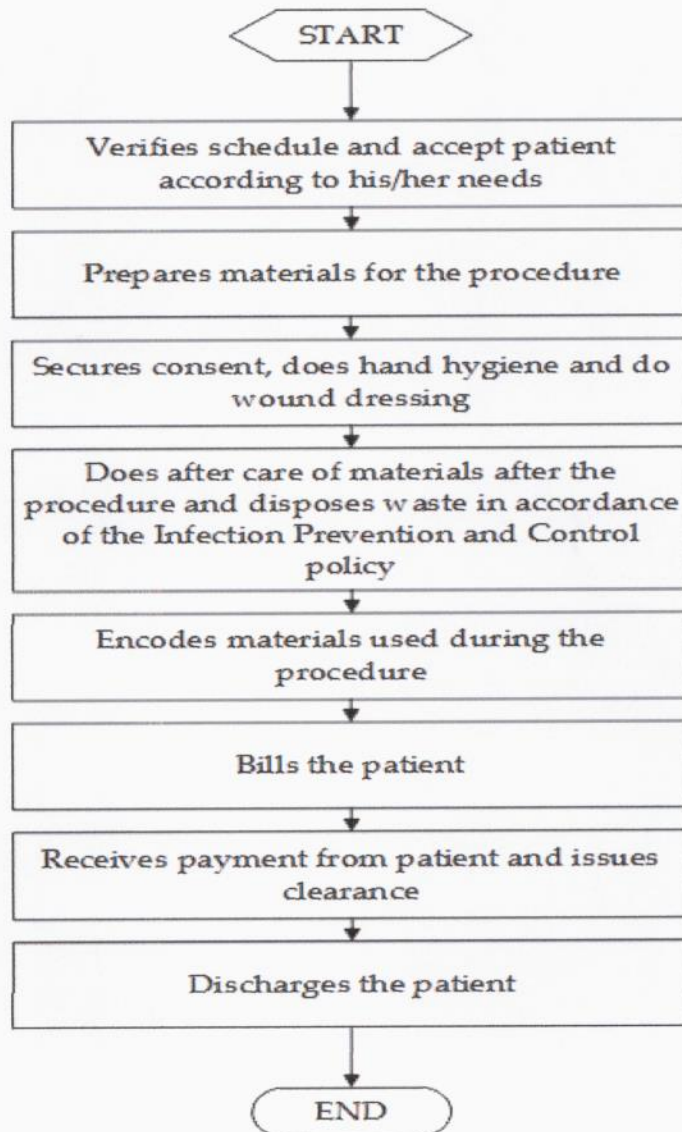 START
Verifies schedule and accept patient
according to his/her needs
Prepares materials for the procedure
Secures consent, does hand hygiene and do
wound dressing
Does after care of materials after the
procedure and disposes waste in accordance
of the Infection Prevention and Control
policy
Encodes materials used during the
procedure
Bills the patient
Receives payment from patient and issues
clearance
Discharges the patient
END